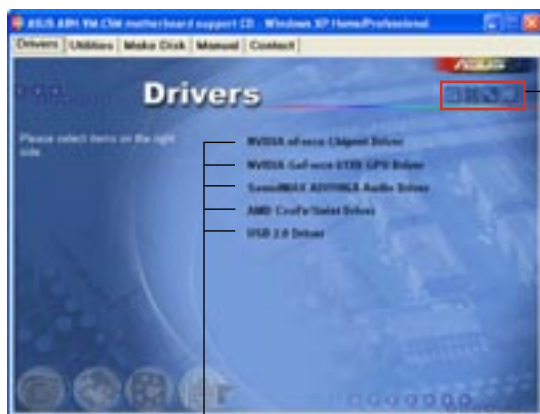 ASUS A8N-VM CSM motherboard support CD - Windows XP Home/Professional
Drivers Utilities Make Disk Manual Contact
Drivers
Please select items on the right
side.
NVIDIA nForce Chipset Driver
NVIDIA GeForce 61XX GPU Driver
SoundMAX ADI1986A Audio Driver
AMD Cool'n'Quiet Driver
USB 2.0 Driver